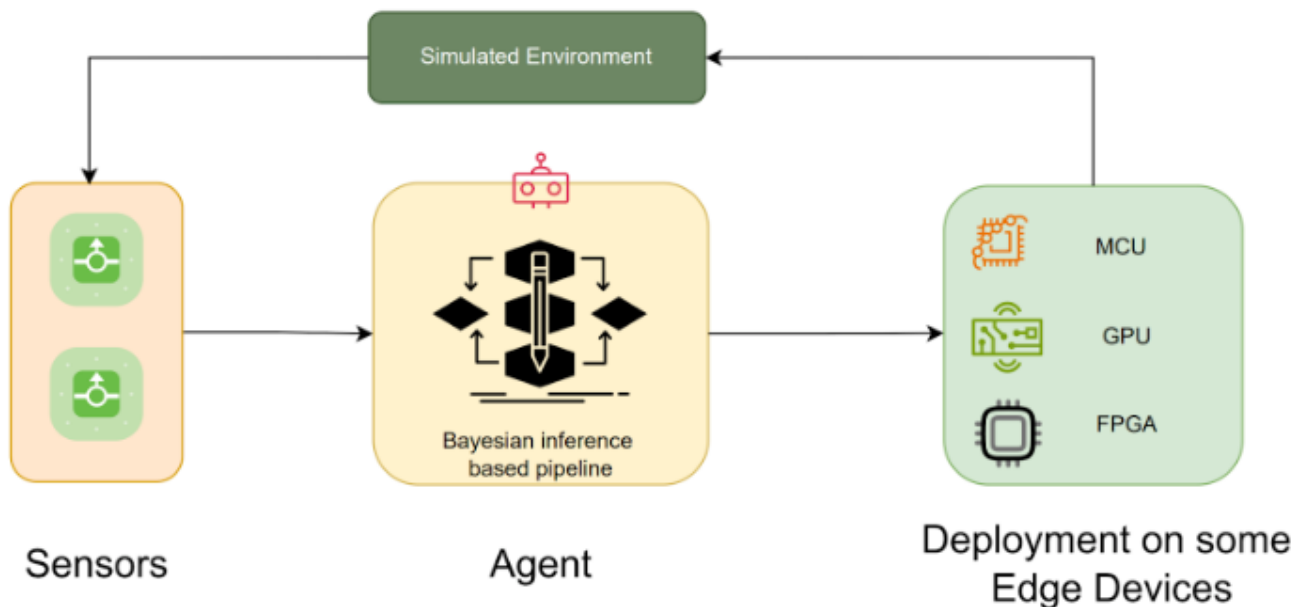 Simulated Environment
MCU
GPU
FPGA
Bayesian inference
based pipeline
Sensors
Agent
Deployment on some
Edge Devices